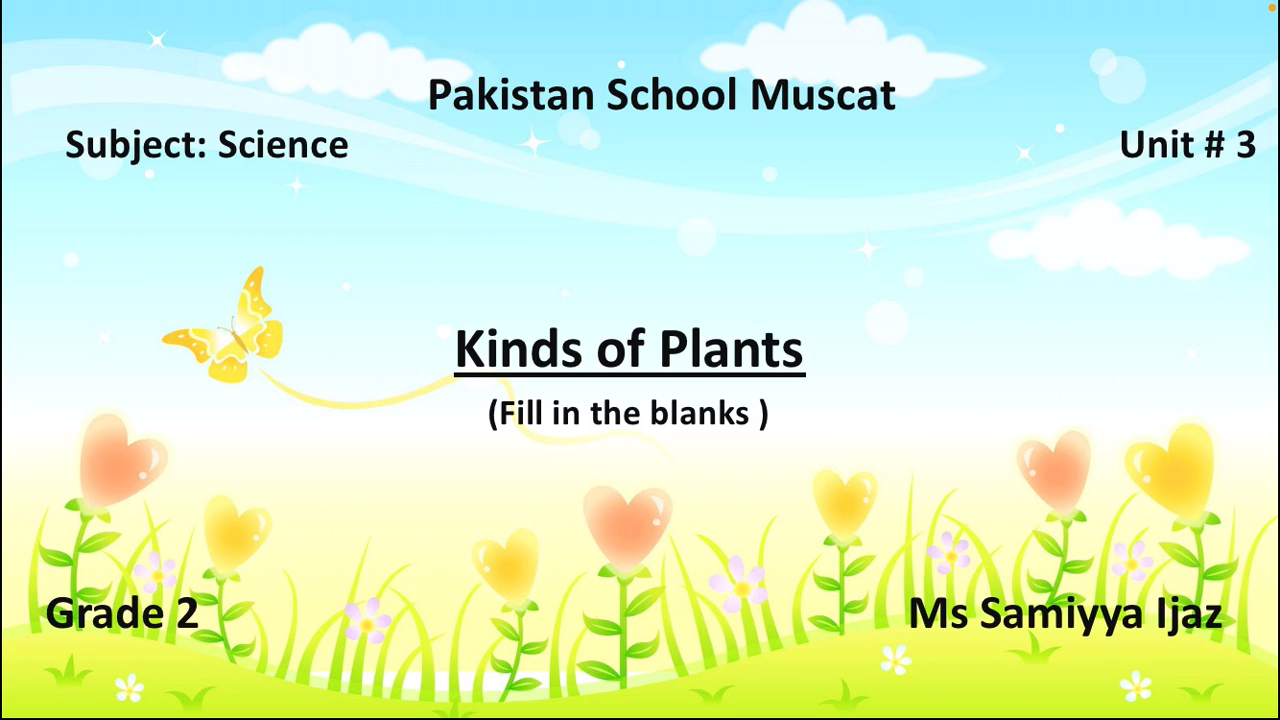 Pakistan School Muscat
Subject: Science
Unit # 3
Kinds of Plants
(Fill in the blanks )
Grade 2
Ms Samiyya Ijaz